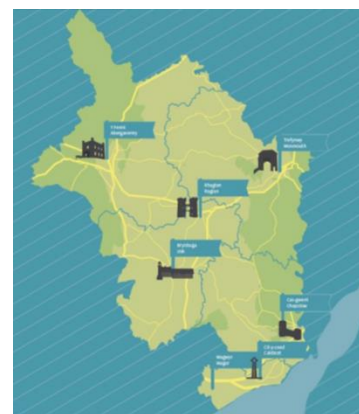 Y Fenni
Abergavenny
Trefynwy
Monmouth
Rhaglan
Raglan
Brynbuga
Usk
Cas-gwent
Chepstow
Cil-y-coed
Caldicot
Magwyr
Magor